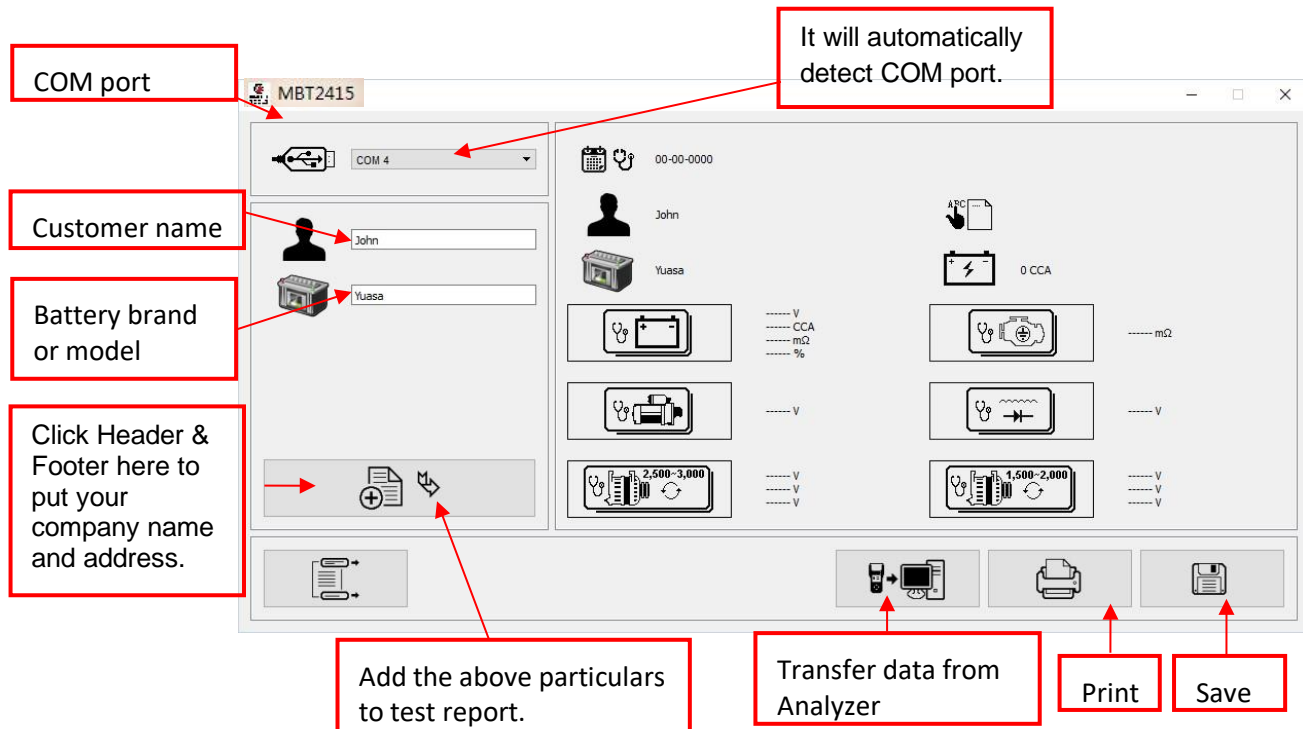 COM port
It will automatically
detect COM port.
MBT2415
COM 4
00-00-0000
Customer name
John
John
ABC
Battery brand
or model
Yuasa
Yuasa
0 CCA
------ V
------ CCA
------ mΩ
------ %
------ mΩ
------ V
------ V
Click Header &
Footer here to
put your
company name
and address.
2,500~3,000
------ V
------ V
------ V
1,500~2,000
------ V
------ V
------ V
Add the above particulars
to test report.
Transfer data from
Analyzer
Print
Save